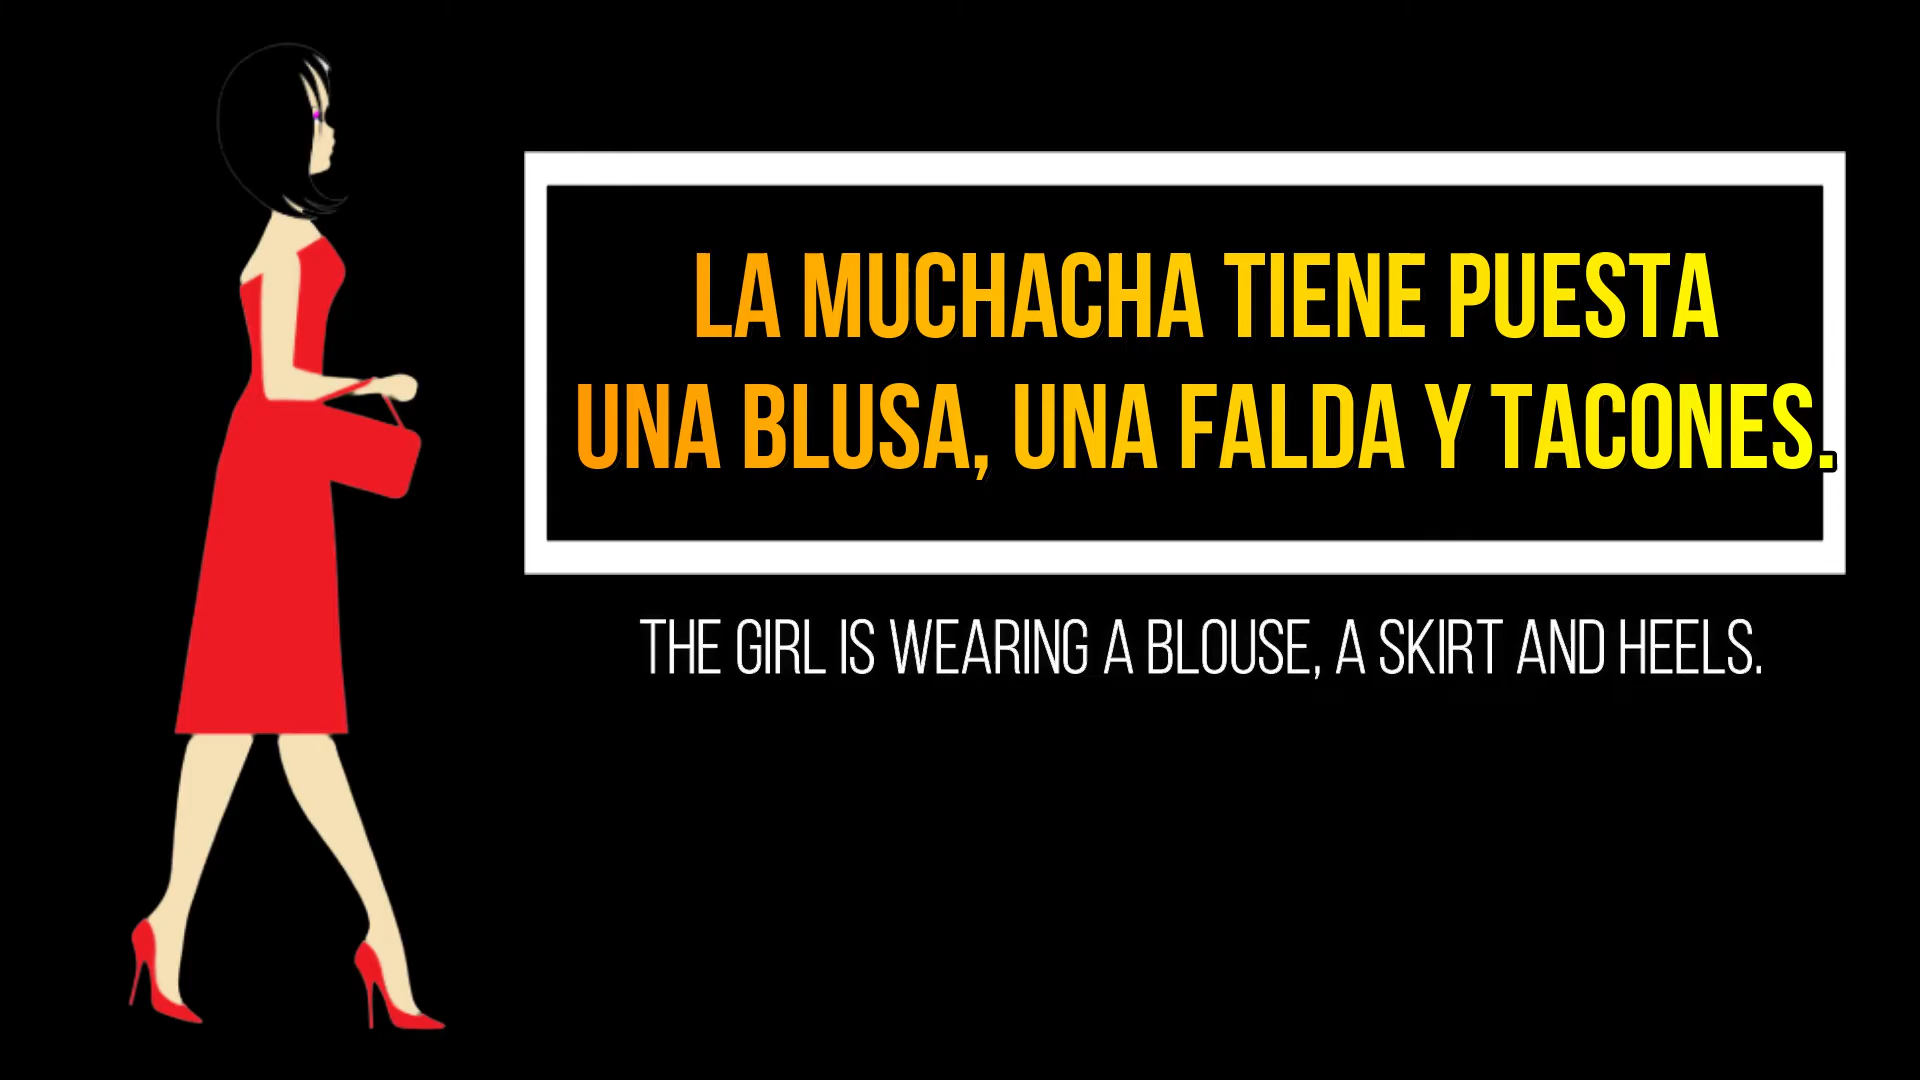 LA MUCHACHA TIENE PUESTA
UNA BLUSA, UNA FALDA Y TACONES.
THE GIRL IS WEARING A BLOUSE, A SKIRT AND HEELS.